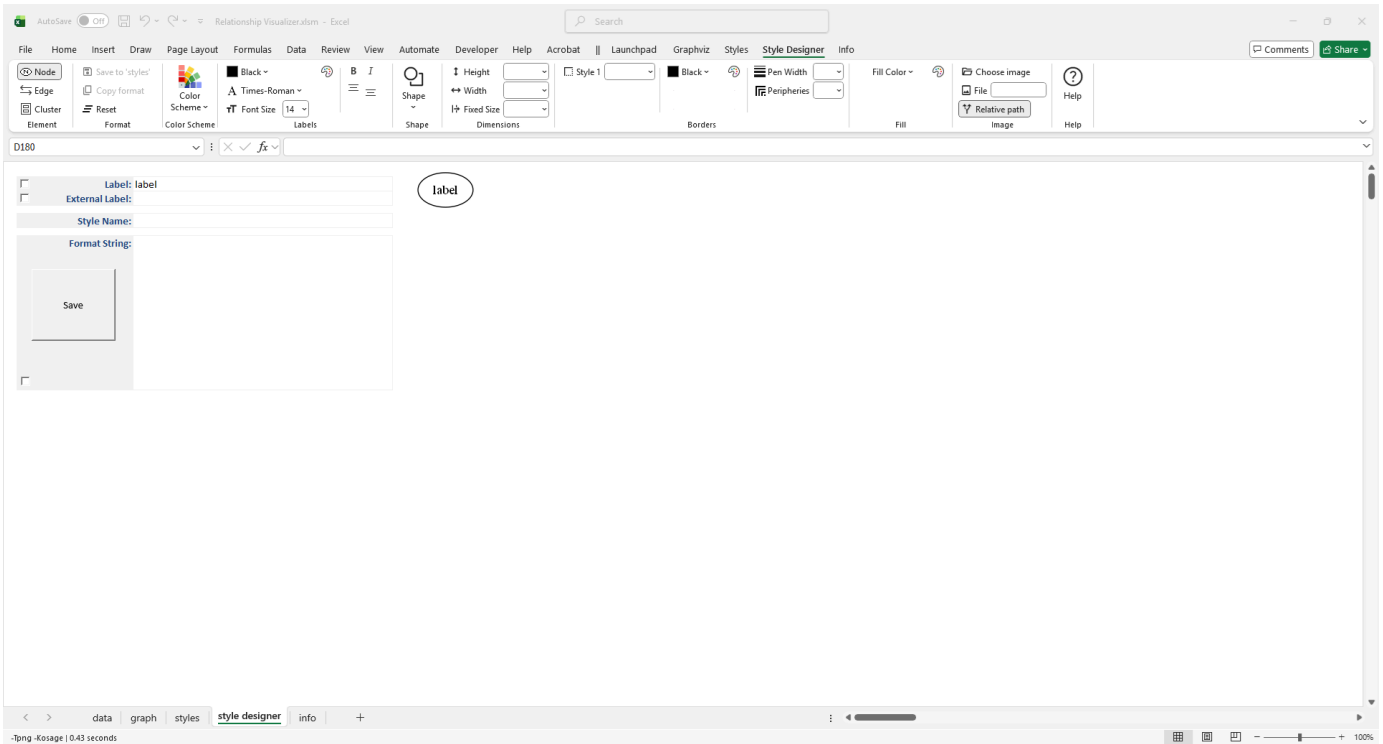 AutoSave Off Relationship Visualizer.xlsm - Excel Search
File Home Insert Draw Page Layout Formulas Data Review View Automate Developer Help Acrobat || Launchpad Graphviz Styles Style Designer Info Comments Share
Node Save to 'styles' Black B I Height Style 1 Black Pen Width Fill Color Choose image
Edge Copy format Color Scheme Times-Roman Shape Width Peripheries File Help
Cluster Reset Font Size 14 Fixed Size Relative path
Element Format Color Scheme Labels Shape Dimensions Borders Fill Image Help
D180 fx
Label: label
External Label:
label
Style Name:
Format String:
Save
data graph styles style designer info +
-Tpng -Kosage | 0.43 seconds 100%